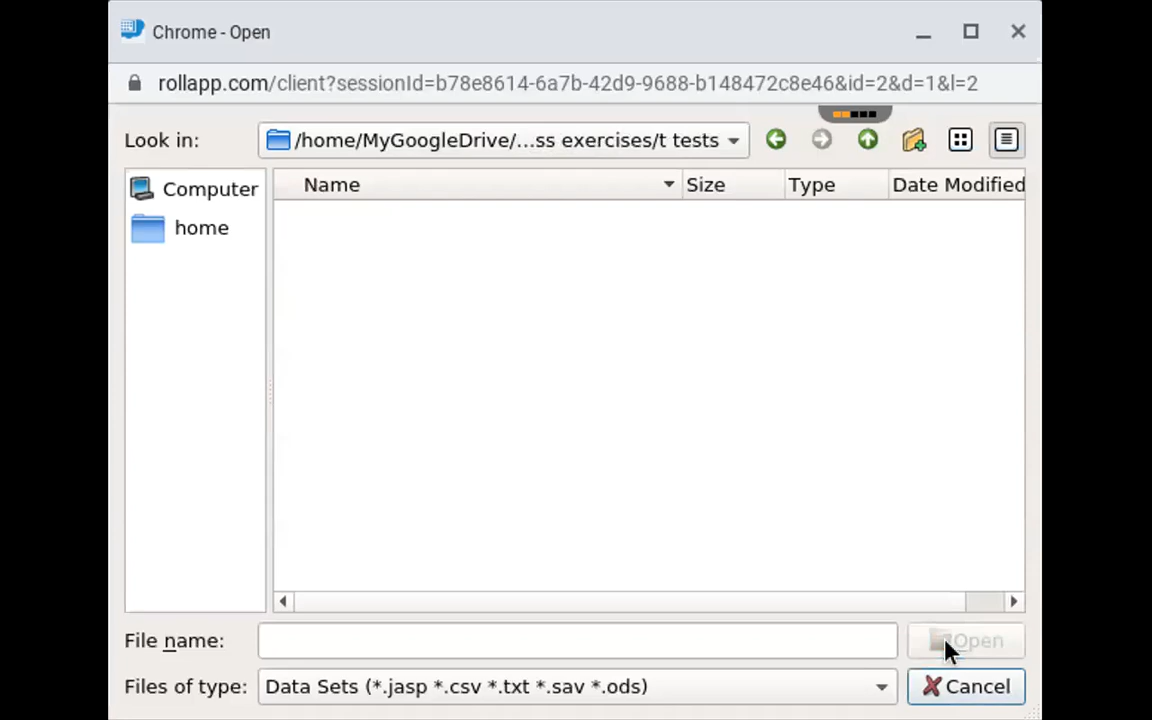 Chrome - Open
rollapp.com/client?sessionId=b78e8614-6a7b-42d9-9688-b148472c8e46&id=2&d=1&l=2
Look in: /home/MyGoogleDrive/...ss exercises/t tests
Computer
home
Name Size Type Date Modified
File name: Open
Files of type: Data Sets (*.jasp *.csv *.txt *.sav *.ods) Cancel